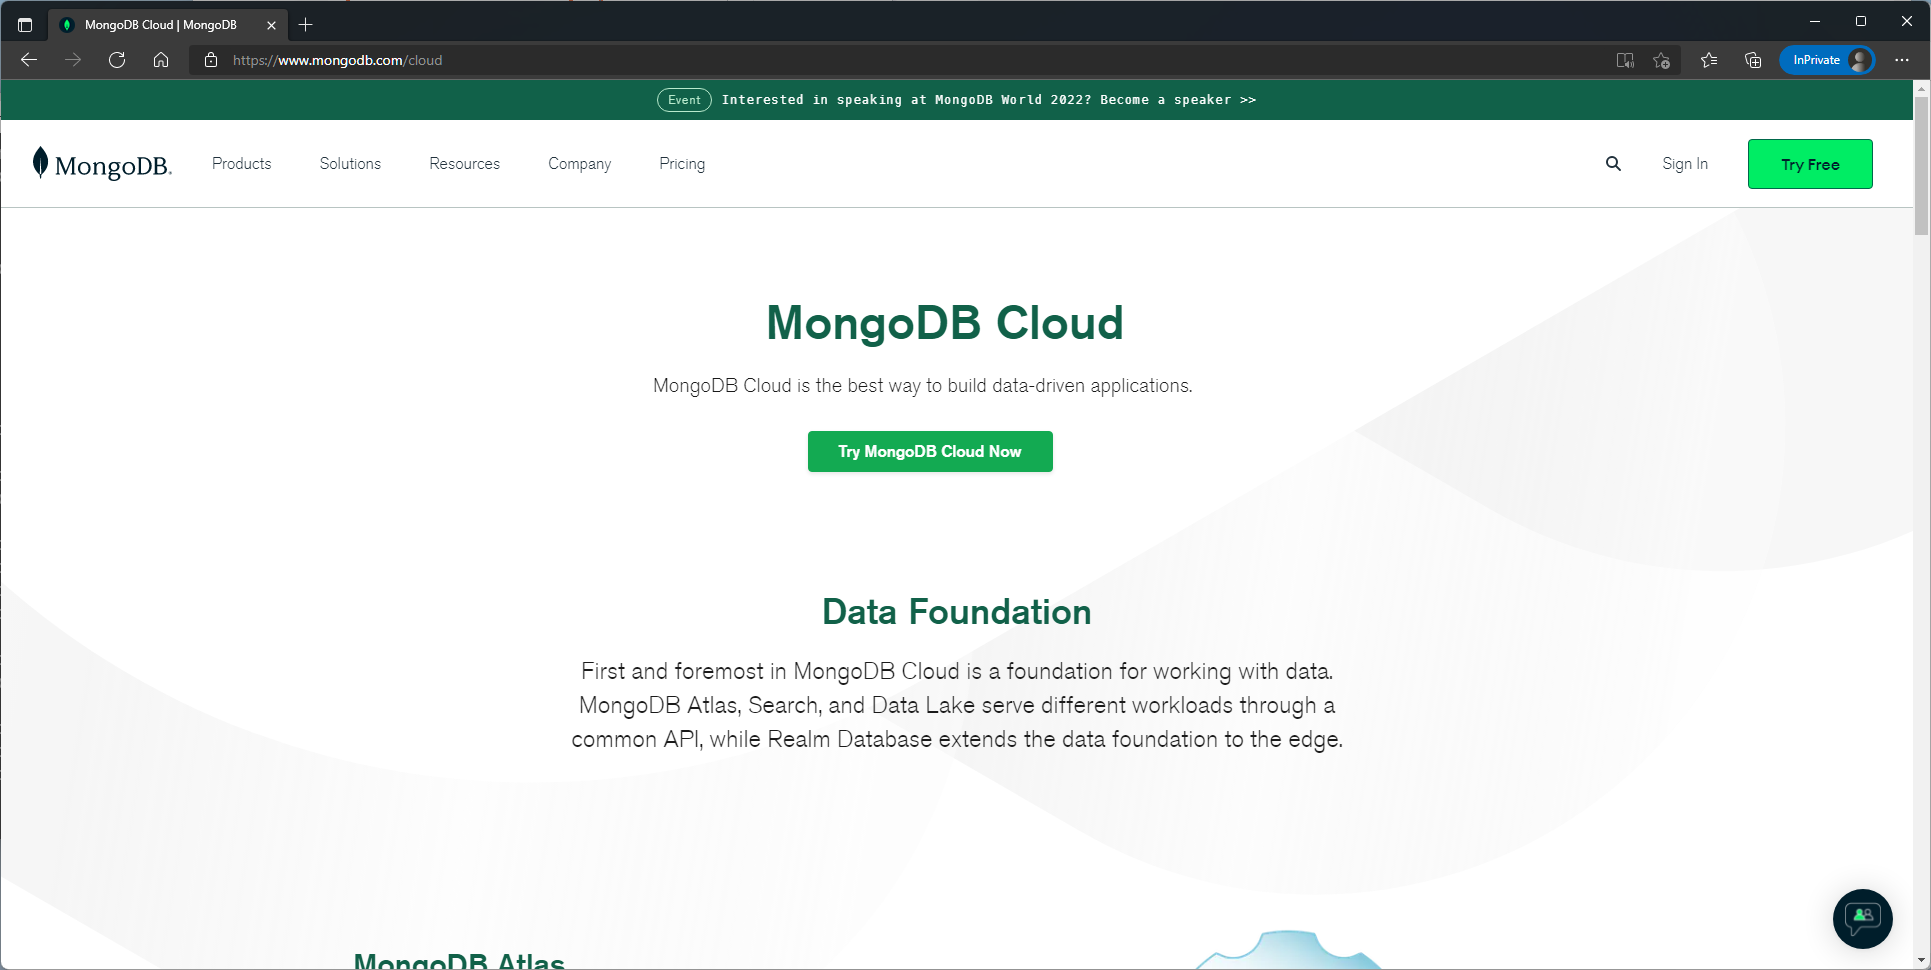 MongoDB Cloud | MongoDB
https://www.mongodb.com/cloud
InPrivate
Event Interested in speaking at MongoDB World 2022? Become a speaker >>
MongoDB. Products Solutions Resources Company Pricing Sign In Try Free
MongoDB Cloud
MongoDB Cloud is the best way to build data-driven applications.
Try MongoDB Cloud Now
Data Foundation
First and foremost in MongoDB Cloud is a foundation for working with data.
MongoDB Atlas, Search, and Data Lake serve different workloads through a
common API, while Realm Database extends the data foundation to the edge.
MongoDB Atlas